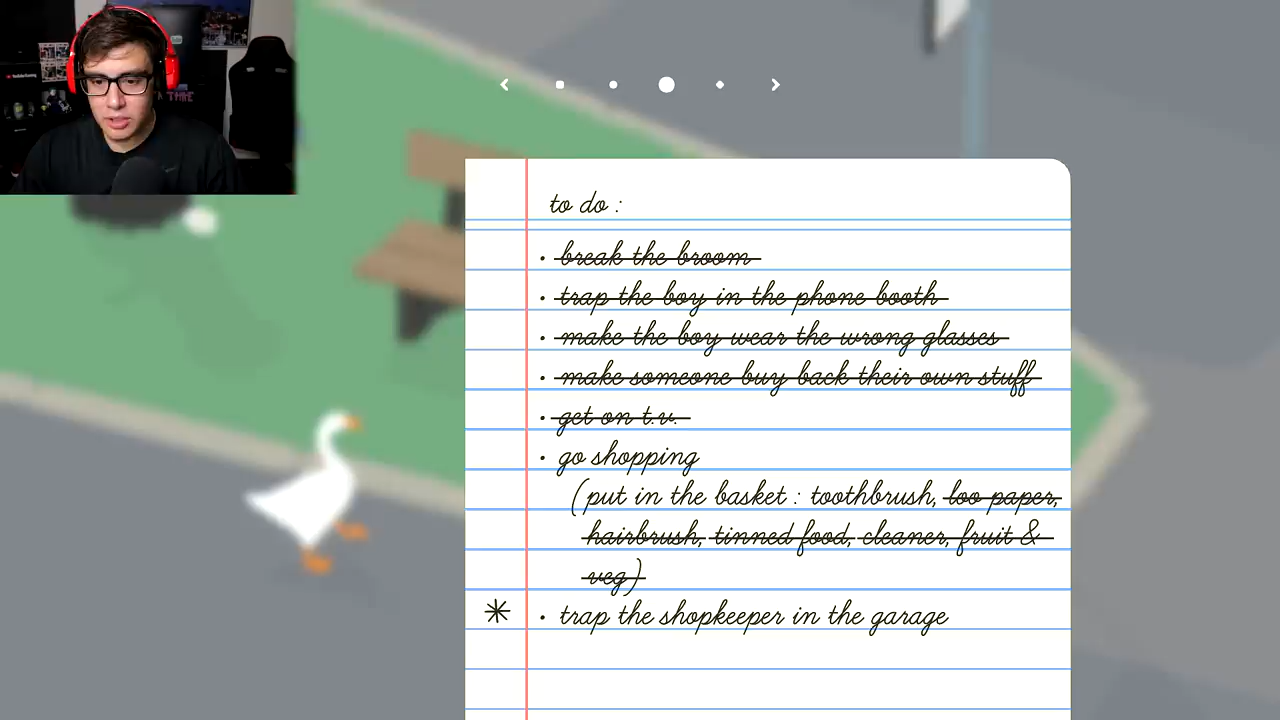 to do :
• break the broom
• trap the boy in the phone booth
• make the boy wear the wrong glasses
• make someone buy back their own stuff
• get on t.v.
• go shopping
(put in the basket : toothbrush, loo paper,
hairbrush, tinned food, cleaner, fruit &
veg)
• trap the shopkeeper in the garage